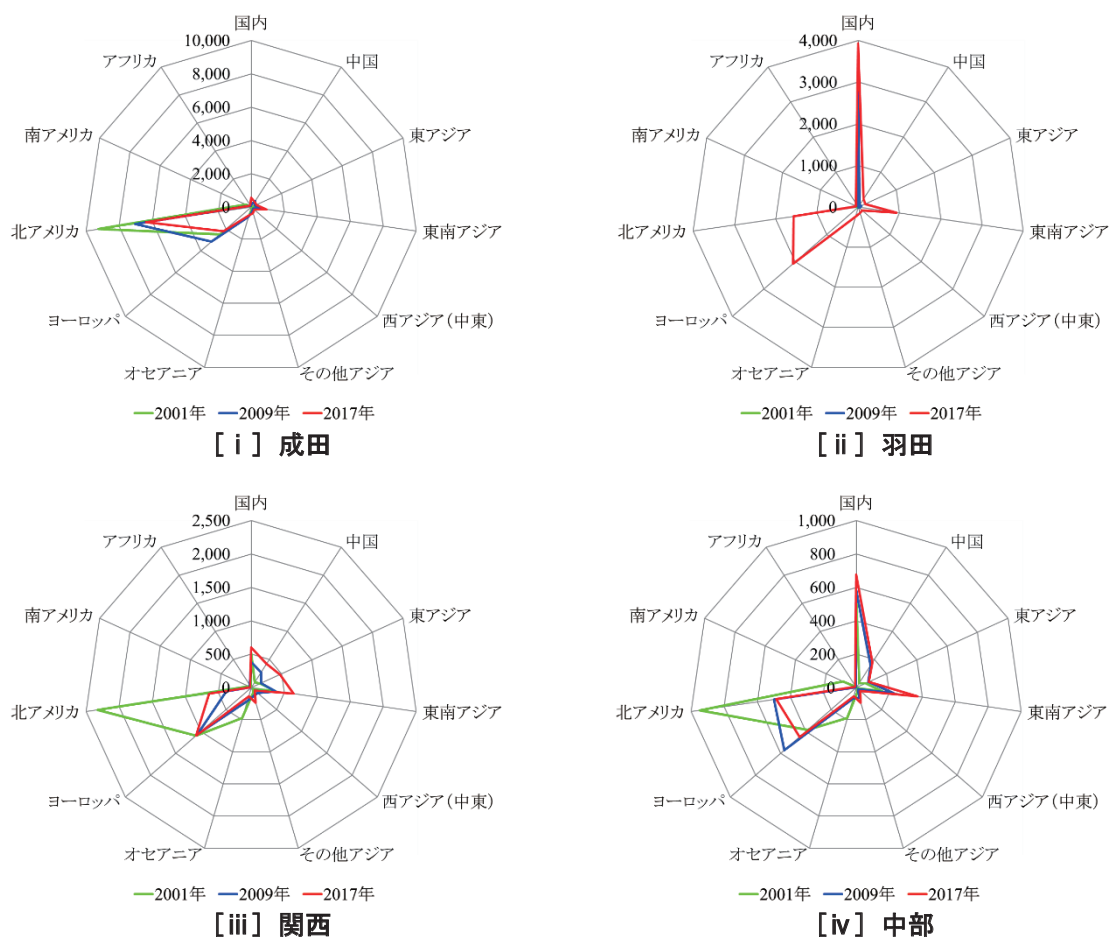 国内
10,000
8,000
6,000
4,000
2,000
0
中国
東アジア
東南アジア
西アジア(中東)
その他アジア
オセアニア
ヨーロッパ
北アメリカ
南アメリカ
アフリカ
2001年 2009年 2017年
[ⅰ] 成田
国内
4,000
3,000
2,000
1,000
0
中国
東アジア
東南アジア
西アジア(中東)
その他アジア
オセアニア
ヨーロッパ
北アメリカ
南アメリカ
アフリカ
2001年 2009年 2017年
[ⅱ] 羽田
国内
2,500
2,000
1,500
1,000
500
0
中国
東アジア
東南アジア
西アジア(中東)
その他アジア
オセアニア
ヨーロッパ
北アメリカ
南アメリカ
アフリカ
2001年 2009年 2017年
[ⅲ] 関西
国内
1,000
800
600
400
200
0
中国
東アジア
東南アジア
西アジア(中東)
その他アジア
オセアニア
ヨーロッパ
北アメリカ
南アメリカ
アフリカ
2001年 2009年 2017年
[ⅳ] 中部